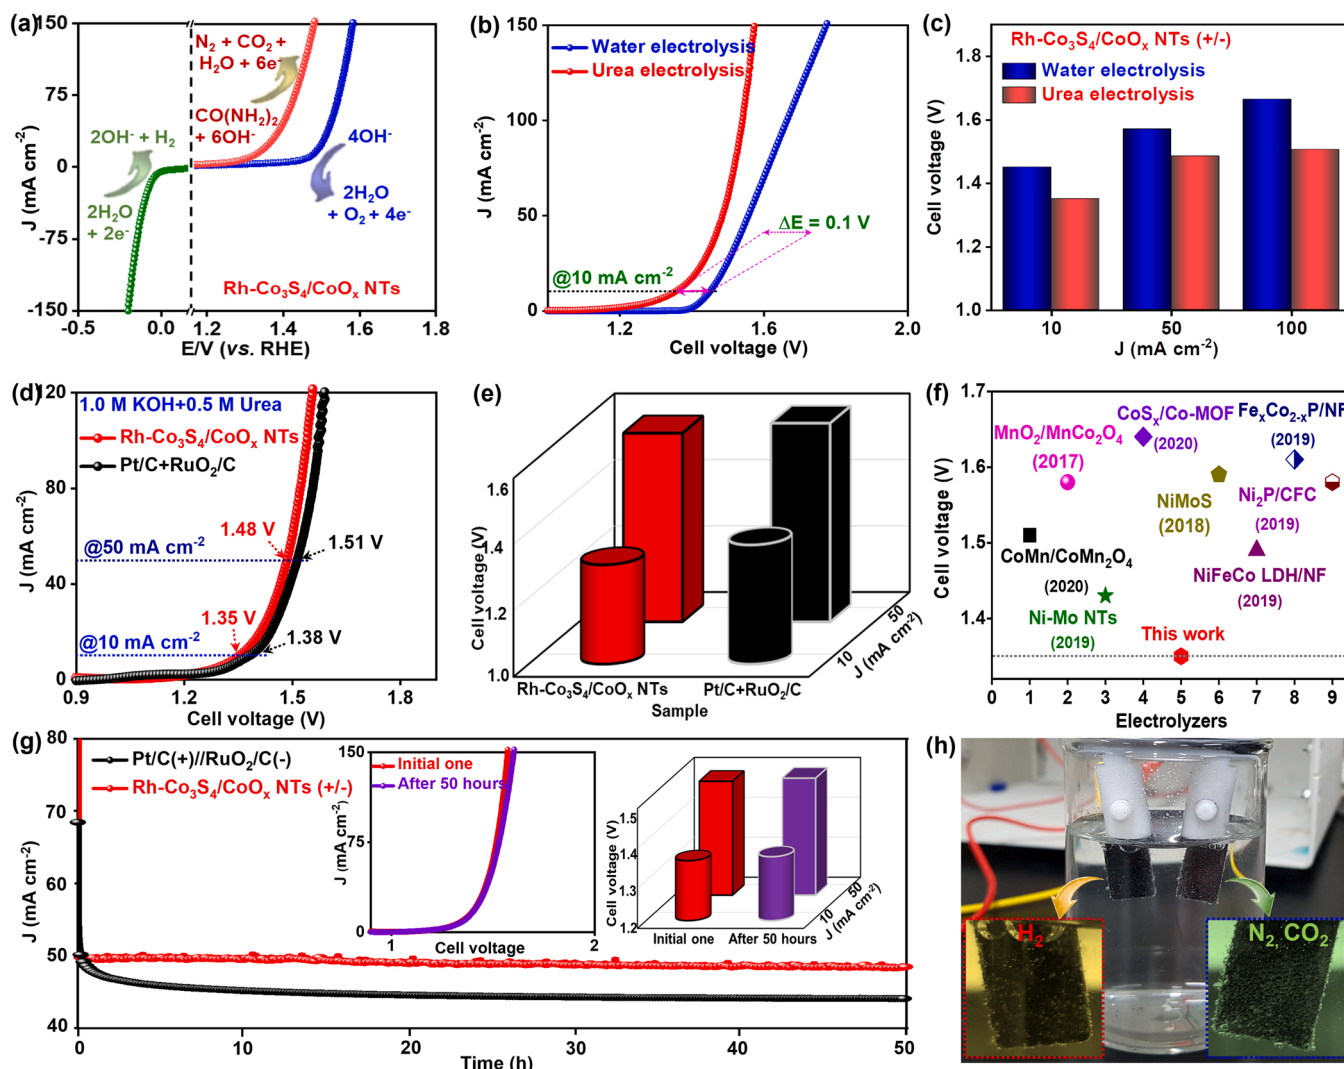 (a)
150
75
0
-75
-150
J (mA cm⁻²)
N₂ + CO₂ +
H₂O + 6e⁻
CO(NH₂)₂
+ 6OH⁻
2OH⁻ + H₂
2H₂O
+ 2e⁻
4OH⁻
2H₂O
+ O₂ + 4e⁻
Rh-Co₃S₄/CoOₓ NTs
-0.5 0.0 1.2 1.4 1.6 1.8
E/V (vs. RHE)
(b)
150
100
50
0
J (mA cm⁻²)
Water electrolysis
Urea electrolysis
ΔE = 0.1 V
@10 mA cm⁻²
1.2 1.6 2.0
Cell voltage (V)
(c)
1.8
1.6
1.4
1.2
1.0
Cell voltage (V)
Rh-Co₃S₄/CoOₓ NTs (+/-)
Water electrolysis
Urea electrolysis
10 50 100
J (mA cm⁻²)
(d)
120
80
40
0
J (mA cm⁻²)
1.0 M KOH+0.5 M Urea
Rh-Co₃S₄/CoOₓ NTs
Pt/C+RuO₂/C
1.48 V
@50 mA cm⁻²
1.51 V
1.35 V
@10 mA cm⁻²
1.38 V
0.9 1.2 1.5 1.8
Cell voltage (V)
(e)
1.6
1.4
1.2
1.0
Cell voltage (V)
Rh-Co₃S₄/CoOₓ NTs Pt/C+RuO₂/C
Sample
10 50
J (mA cm⁻²)
(f)
1.7
1.6
1.5
1.4
Cell voltage (V)
CoSₓ/Co-MOF
(2020)
FeₓCo₂₋ₓP/NF
(2019)
MnO₂/MnCo₂O₄
(2017)
NiMoS
(2018)
Ni₂P/CFC
(2019)
CoMn/CoMn₂O₄
(2020)
NiFeCo LDH/NF
(2019)
Ni-Mo NTs
(2019)
This work
0 1 2 3 4 5 6 7 8 9
Electrolyzers
(g)
80
70
60
50
40
J (mA cm⁻²)
Pt/C(+)//RuO₂/C(-)
Rh-Co₃S₄/CoOₓ NTs (+/-)
150
75
0
J (mA cm⁻²)
Initial one
After 50 hours
1 2
Cell voltage
1.5
1.4
1.3
1.2
Cell voltage (V)
Initial one After 50 hours
10 50
J (mA cm⁻²)
0 10 20 30 40 50
Time (h)
(h)
H₂
N₂, CO₂